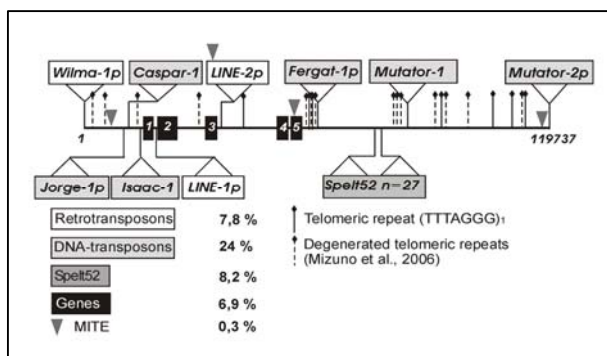 Wilma-1p Caspar-1 LINE-2p Fergat-1p Mutator-1 Mutator-2p
1 1 2 3 4 5 119737
Jorge-1p Isaac-1 LINE-1p Spelt52 n-27
Retrotransposons 7,8 %
DNA-transposons 24 %
Spelt52 8,2 %
Genes 6,9 %
MITE 0,3 %
Telomeric repeat (TTTAGGG)1
Degenerated telomeric repeats
(Mizuno et al., 2006)